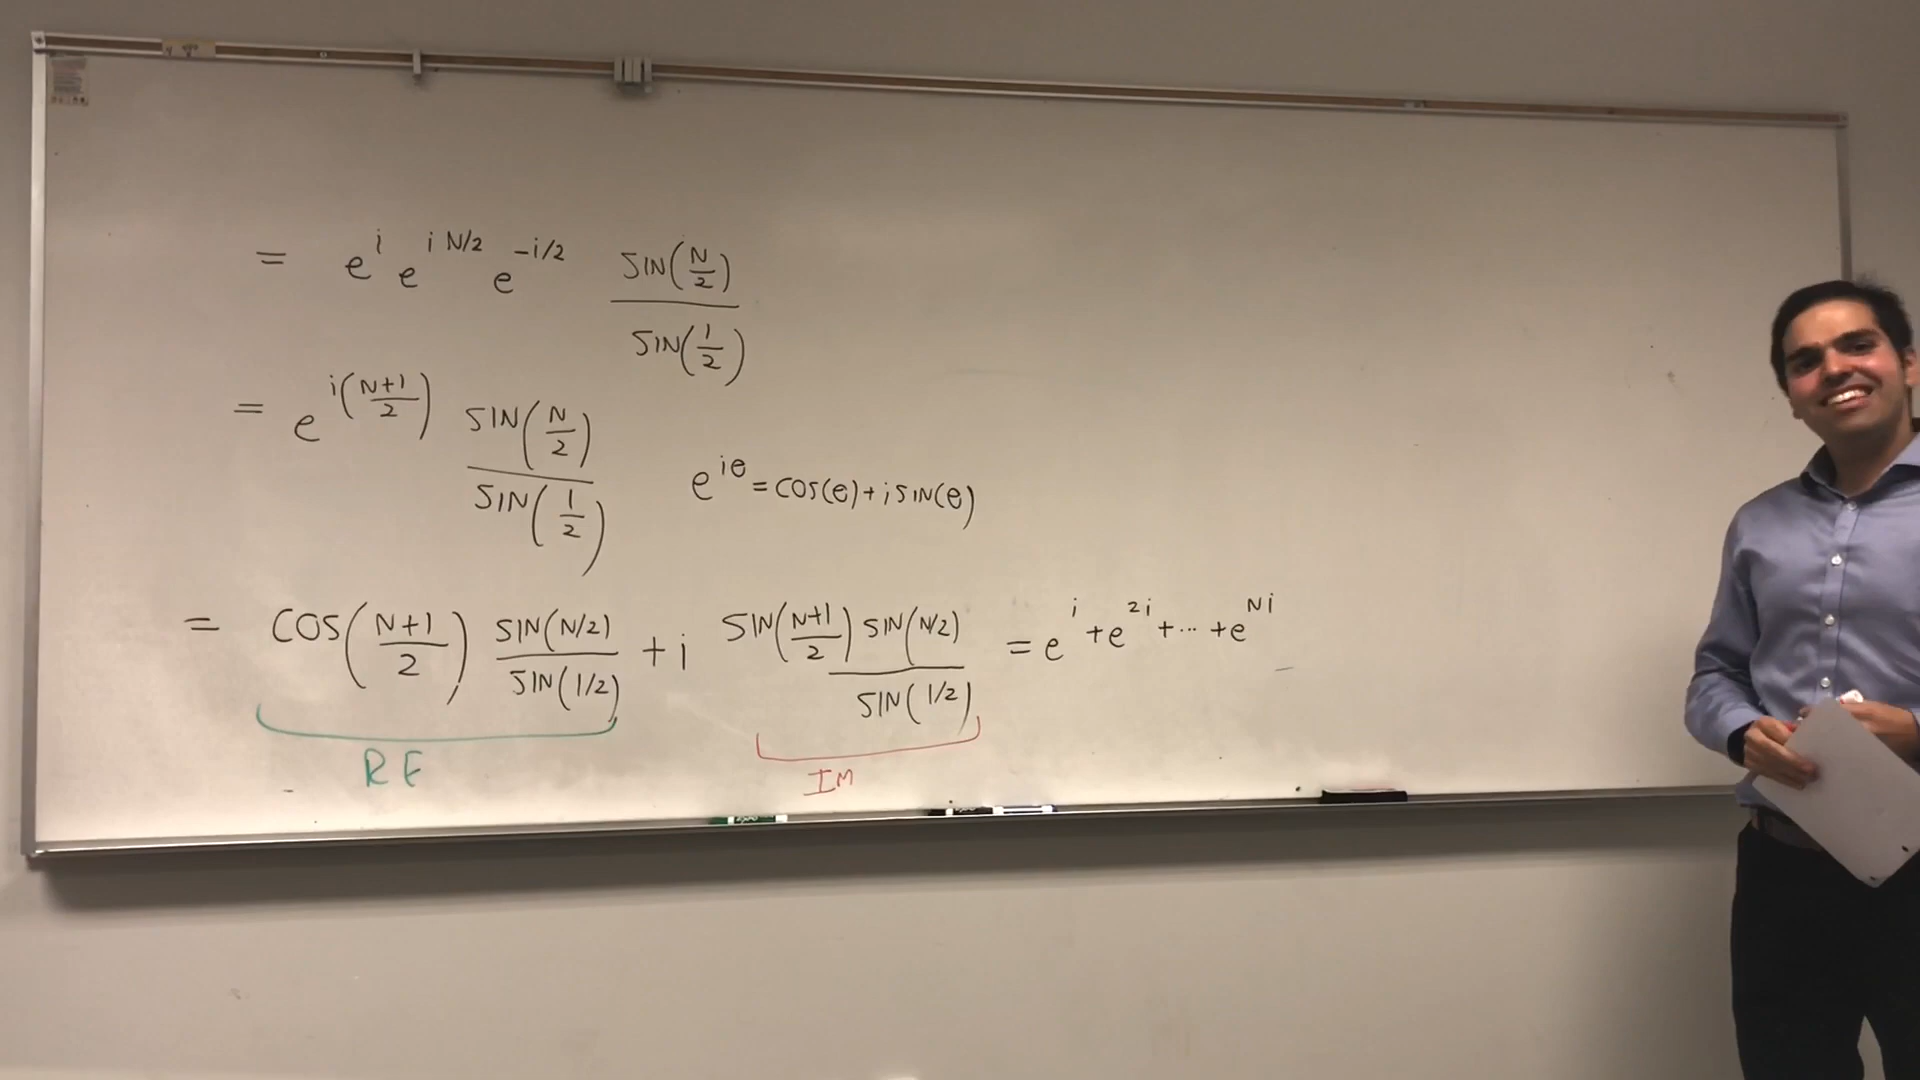 = e^i e^{i N/2} e^{-i/2} SIN(N/2) / SIN(1/2)
= e^{i(N+1/2)} SIN(N/2) / SIN(1/2)
e^{iθ} = COS(θ) + i SIN(θ)
= COS(N+1/2) SIN(N/2) / SIN(1/2) + i SIN(N+1/2) SIN(N/2) / SIN(1/2) = e^i + e^{2i} + ... + e^{Ni}
RE
IM